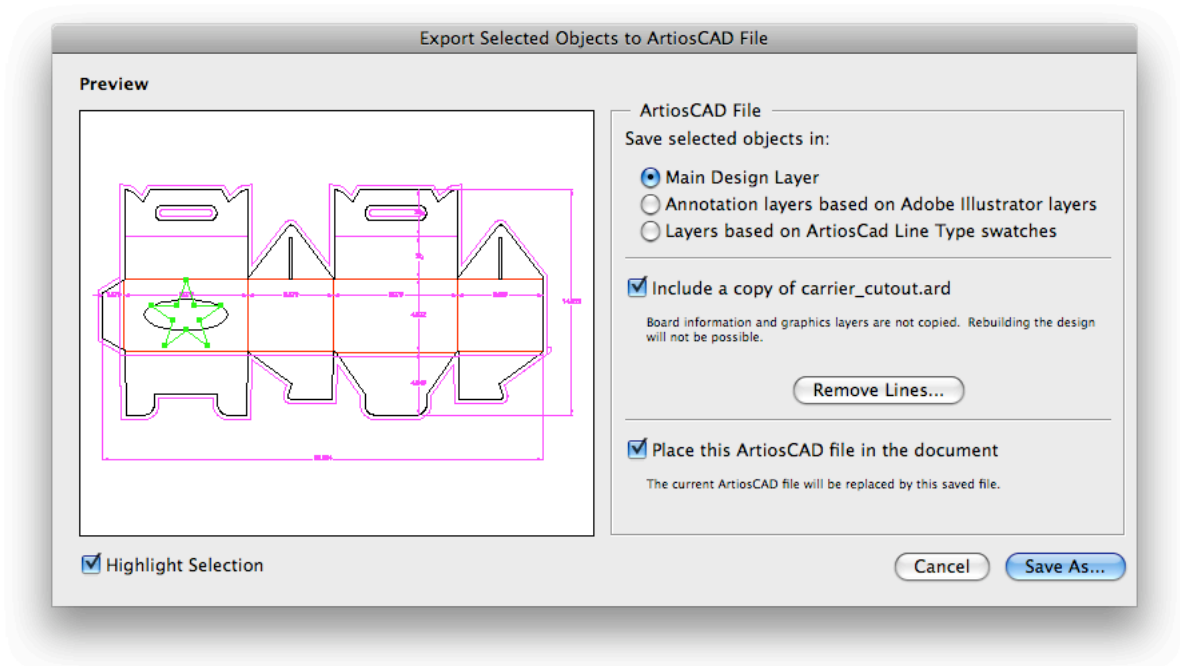 Export Selected Objects to ArtiosCAD File
Preview
ArtiosCAD File
Save selected objects in:
Main Design Layer
Annotation layers based on Adobe Illustrator layers
Layers based on ArtiosCad Line Type swatches
Include a copy of carrier_cutout.ard
Board information and graphics layers are not copied. Rebuilding the design
will not be possible.
Remove Lines...
Place this ArtiosCAD file in the document
The current ArtiosCAD file will be replaced by this saved file.
Highlight Selection
Cancel
Save As...